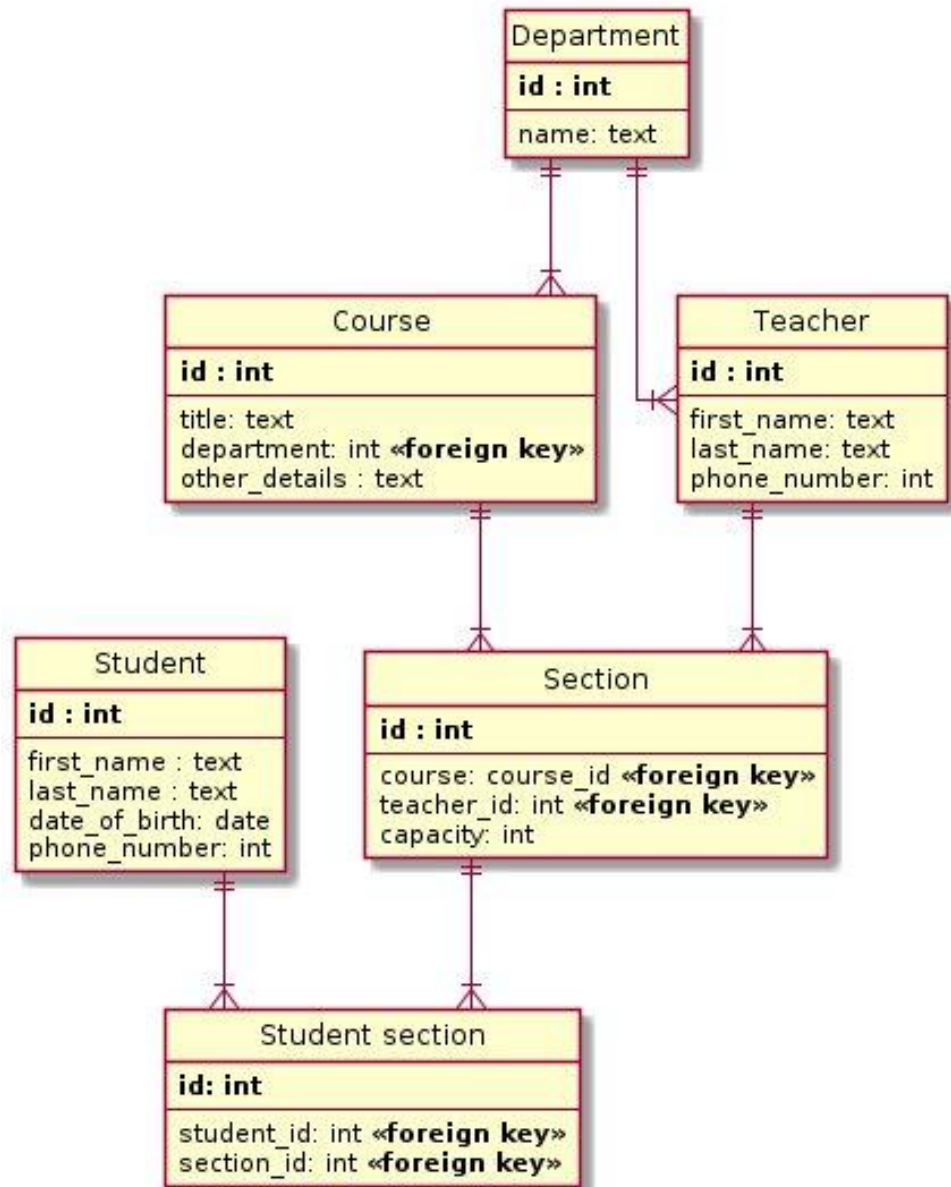 Department
id : int
name: text
Course
id : int
title: text
department: int «foreign key»
other_details : text
Teacher
id : int
first_name: text
last_name: text
phone_number: int
Student
id : int
first_name : text
last_name : text
date_of_birth: date
phone_number: int
Section
id : int
course: course_id «foreign key»
teacher_id: int «foreign key»
capacity: int
Student section
id: int
student_id: int «foreign key»
section_id: int «foreign key»